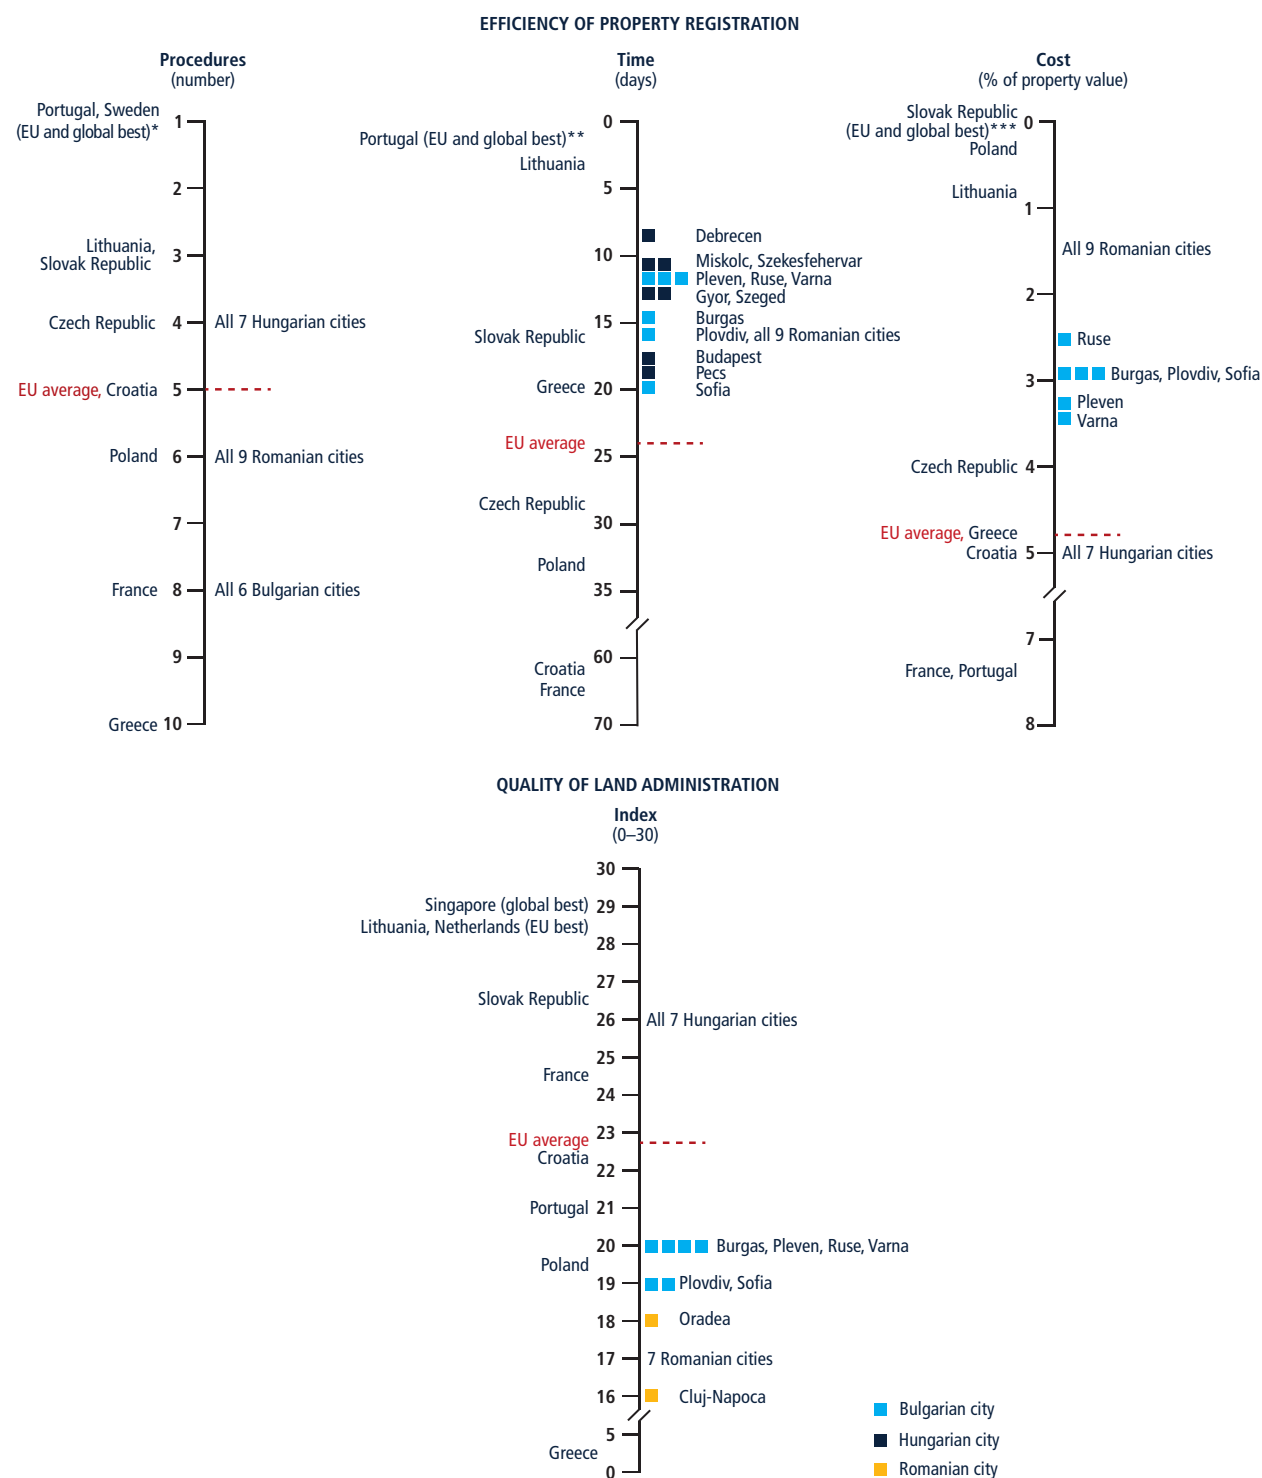 EFFICIENCY OF PROPERTY REGISTRATION
Procedures
(number)
Portugal, Sweden
(EU and global best)*
1
2
Lithuania,
Slovak Republic
3
Czech Republic 4 All 7 Hungarian cities
EU average, Croatia 5
Poland 6 All 9 Romanian cities
7
France 8 All 6 Bulgarian cities
9
Greece 10
Time
(days)
0
Portugal (EU and global best)**
Lithuania
5
Debrecen
10
Miskolc, Szekesfehervar
Pleven, Ruse, Varna
Gyor, Szeged
Burgas
15
Slovak Republic
Plovdiv, all 9 Romanian cities
Budapest
Pecs
Greece 20 Sofia
EU average
25
Czech Republic
30
Poland
35
60
Croatia
France
70
Cost
(% of property value)
Slovak Republic
(EU and global best)***
0
Poland
Lithuania
1
All 9 Romanian cities
2
Ruse
3
Burgas, Plovdiv, Sofia
Pleven
Varna
Czech Republic 4
EU average, Greece
Croatia 5 All 7 Hungarian cities
7
France, Portugal
8
QUALITY OF LAND ADMINISTRATION
Index
(0–30)
30
Singapore (global best) 29
Lithuania, Netherlands (EU best)
28
27
Slovak Republic
26 All 7 Hungarian cities
25
France
24
23
EU average
Croatia
22
Portugal 21
20 Burgas, Pleven, Ruse, Varna
Poland
19 Plovdiv, Sofia
18 Oradea
17 7 Romanian cities
16 Cluj-Napoca
5
Greece
0
Bulgarian city
Hungarian city
Romanian city